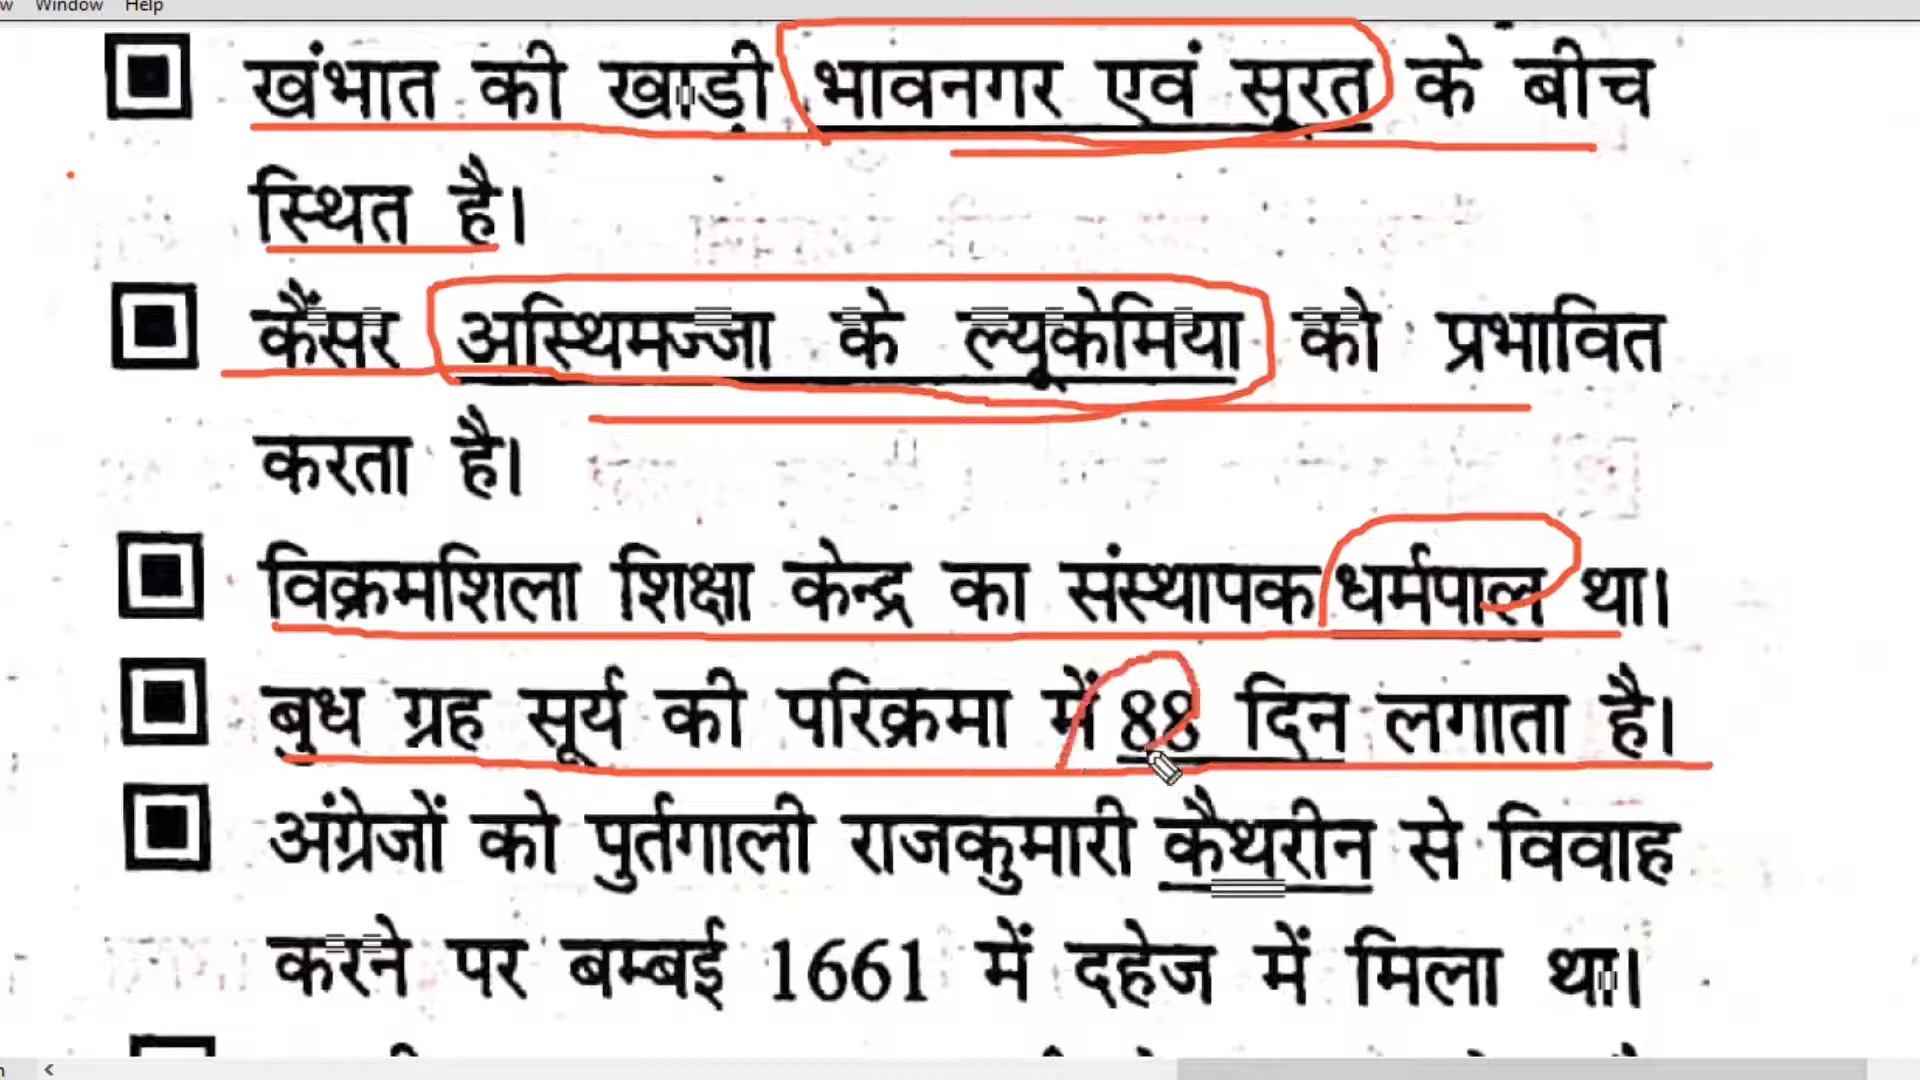 Window Help
खंभात की खाड़ी भावनगर एवं सूरत के बीच
स्थित है।
कैंसर अस्थिमज्जा के ल्यूकेमिया को प्रभावित
करता है।
विक्रमशिला शिक्षा केन्द्र का संस्थापक धर्मपाल था।
बुध ग्रह सूर्य की परिक्रमा में 88 दिन लगाता है।
अंग्रेजों को पुर्तगाली राजकुमारी कैथरीन से विवाह
करने पर बम्बई 1661 में दहेज में मिला था।